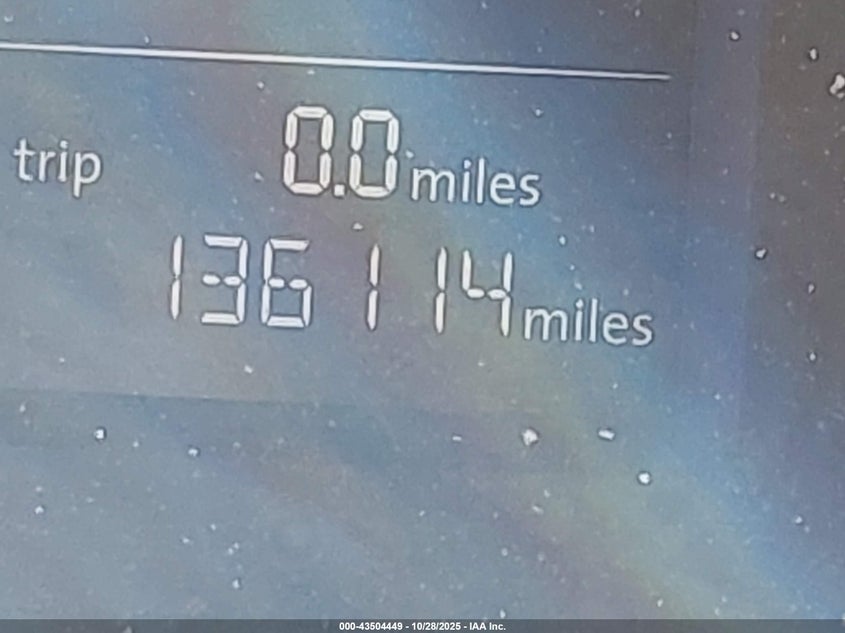 trip 0.0 miles
136114 miles
000-43504449 - 10/28/2025 - IAA Inc.